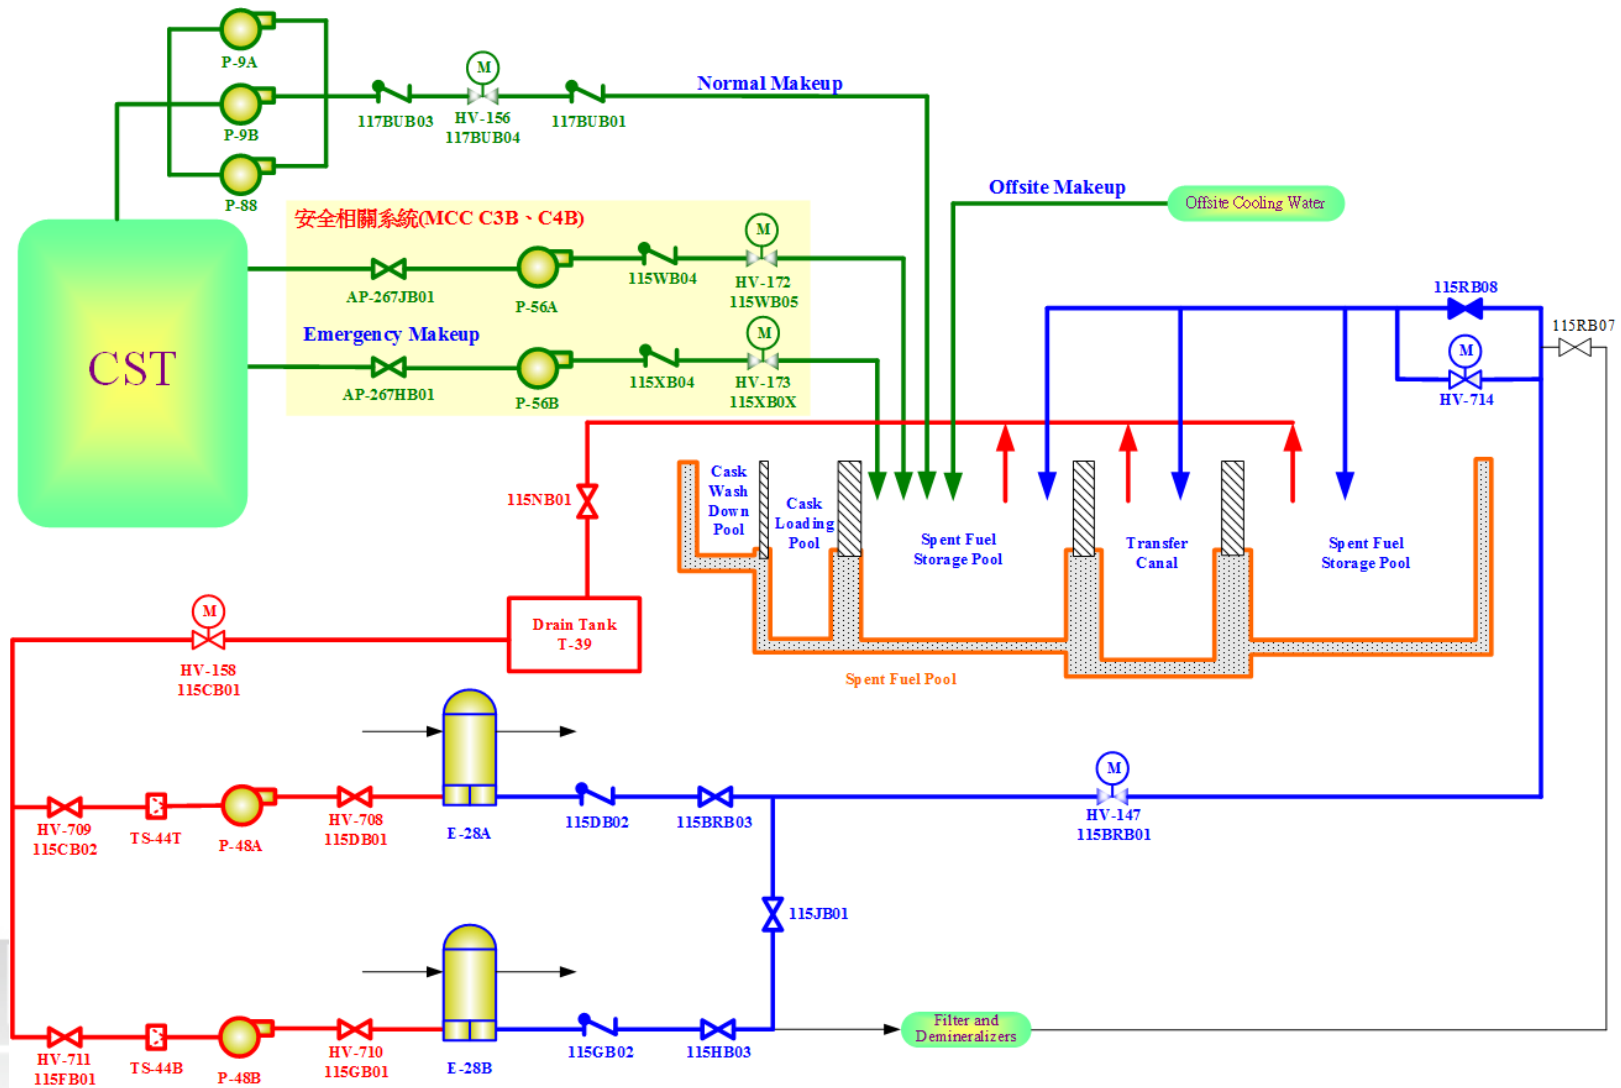 P-9A
P-9B
P-88
117BUB03
M
HV-156
117BUB04
117BUB01
Normal Makeup
Offsite Makeup
Offsite Cooling Water
安全相關系統(MCC C3B、C4B)
AP-267JB01
P-56A
115WB04
M
HV-172
115WB05
Emergency Makeup
AP-267HB01
P-56B
115XB04
M
HV-173
115XB0X
CST
115RB08
M
HV-714
115RB07
115NB01
Cask
Wash
Down
Pool
Cask
Loading
Pool
Spent Fuel
Storage Pool
Transfer
Canal
Spent Fuel
Storage Pool
Spent Fuel Pool
Drain Tank
T-39
M
HV-158
115CB01
HV-709
115CB02
TS-44T
P-48A
HV-708
115DB01
E-28A
115DB02
115BRB03
M
HV-147
115BRB01
115JB01
HV-711
115FB01
TS-44B
P-48B
HV-710
115GB01
E-28B
115GB02
115HB03
Filter and
Demineralizers